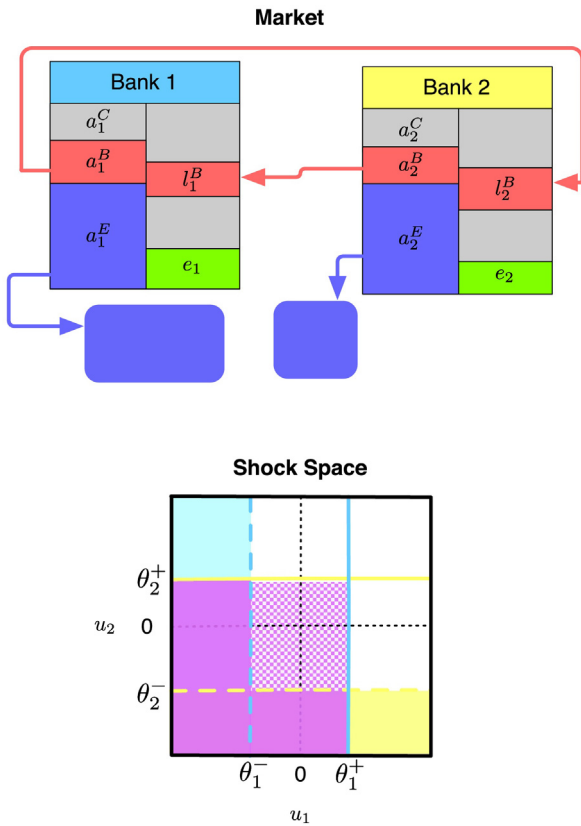 Market
Bank 1
Bank 2
a_1^C
a_2^C
a_1^B
a_2^B
l_1^B
l_2^B
a_1^E
a_2^E
e_1
e_2
Shock Space
θ_2^+
u_2 0
θ_2^-
θ_1^- 0 θ_1^+
u_1